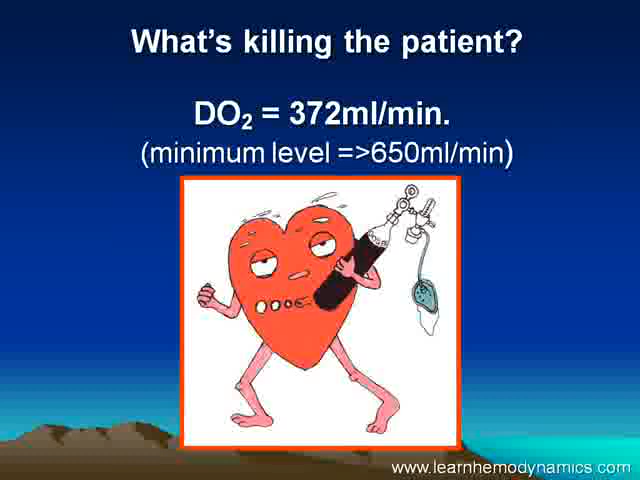 What's killing the patient?
DO₂ = 372ml/min.
(minimum level =>650ml/min)
www.learnhemodynamics.com